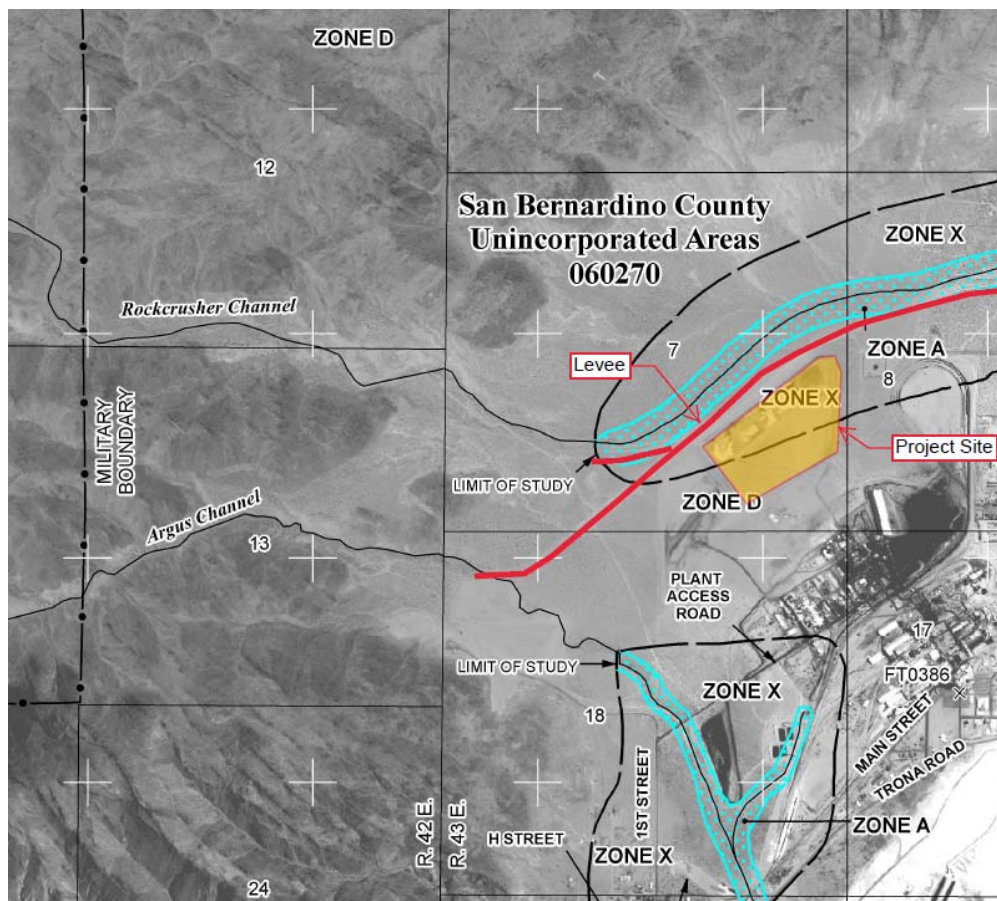 ZONE D
12
San Bernardino County
Unincorporated Areas
060270
ZONE X
Rockcrusher Channel
7
Levee
ZONE A
8
ZONE X
MILITARY
BOUNDARY
Project Site
LIMIT OF STUDY
ZONE D
Argus Channel
13
PLANT
ACCESS
ROAD
17
LIMIT OF STUDY
ZONE X
FT0386
18
MAIN STREET
TRONA ROAD
1ST STREET
R. 42 E.
R. 43 E.
H STREET
ZONE A
ZONE X
24